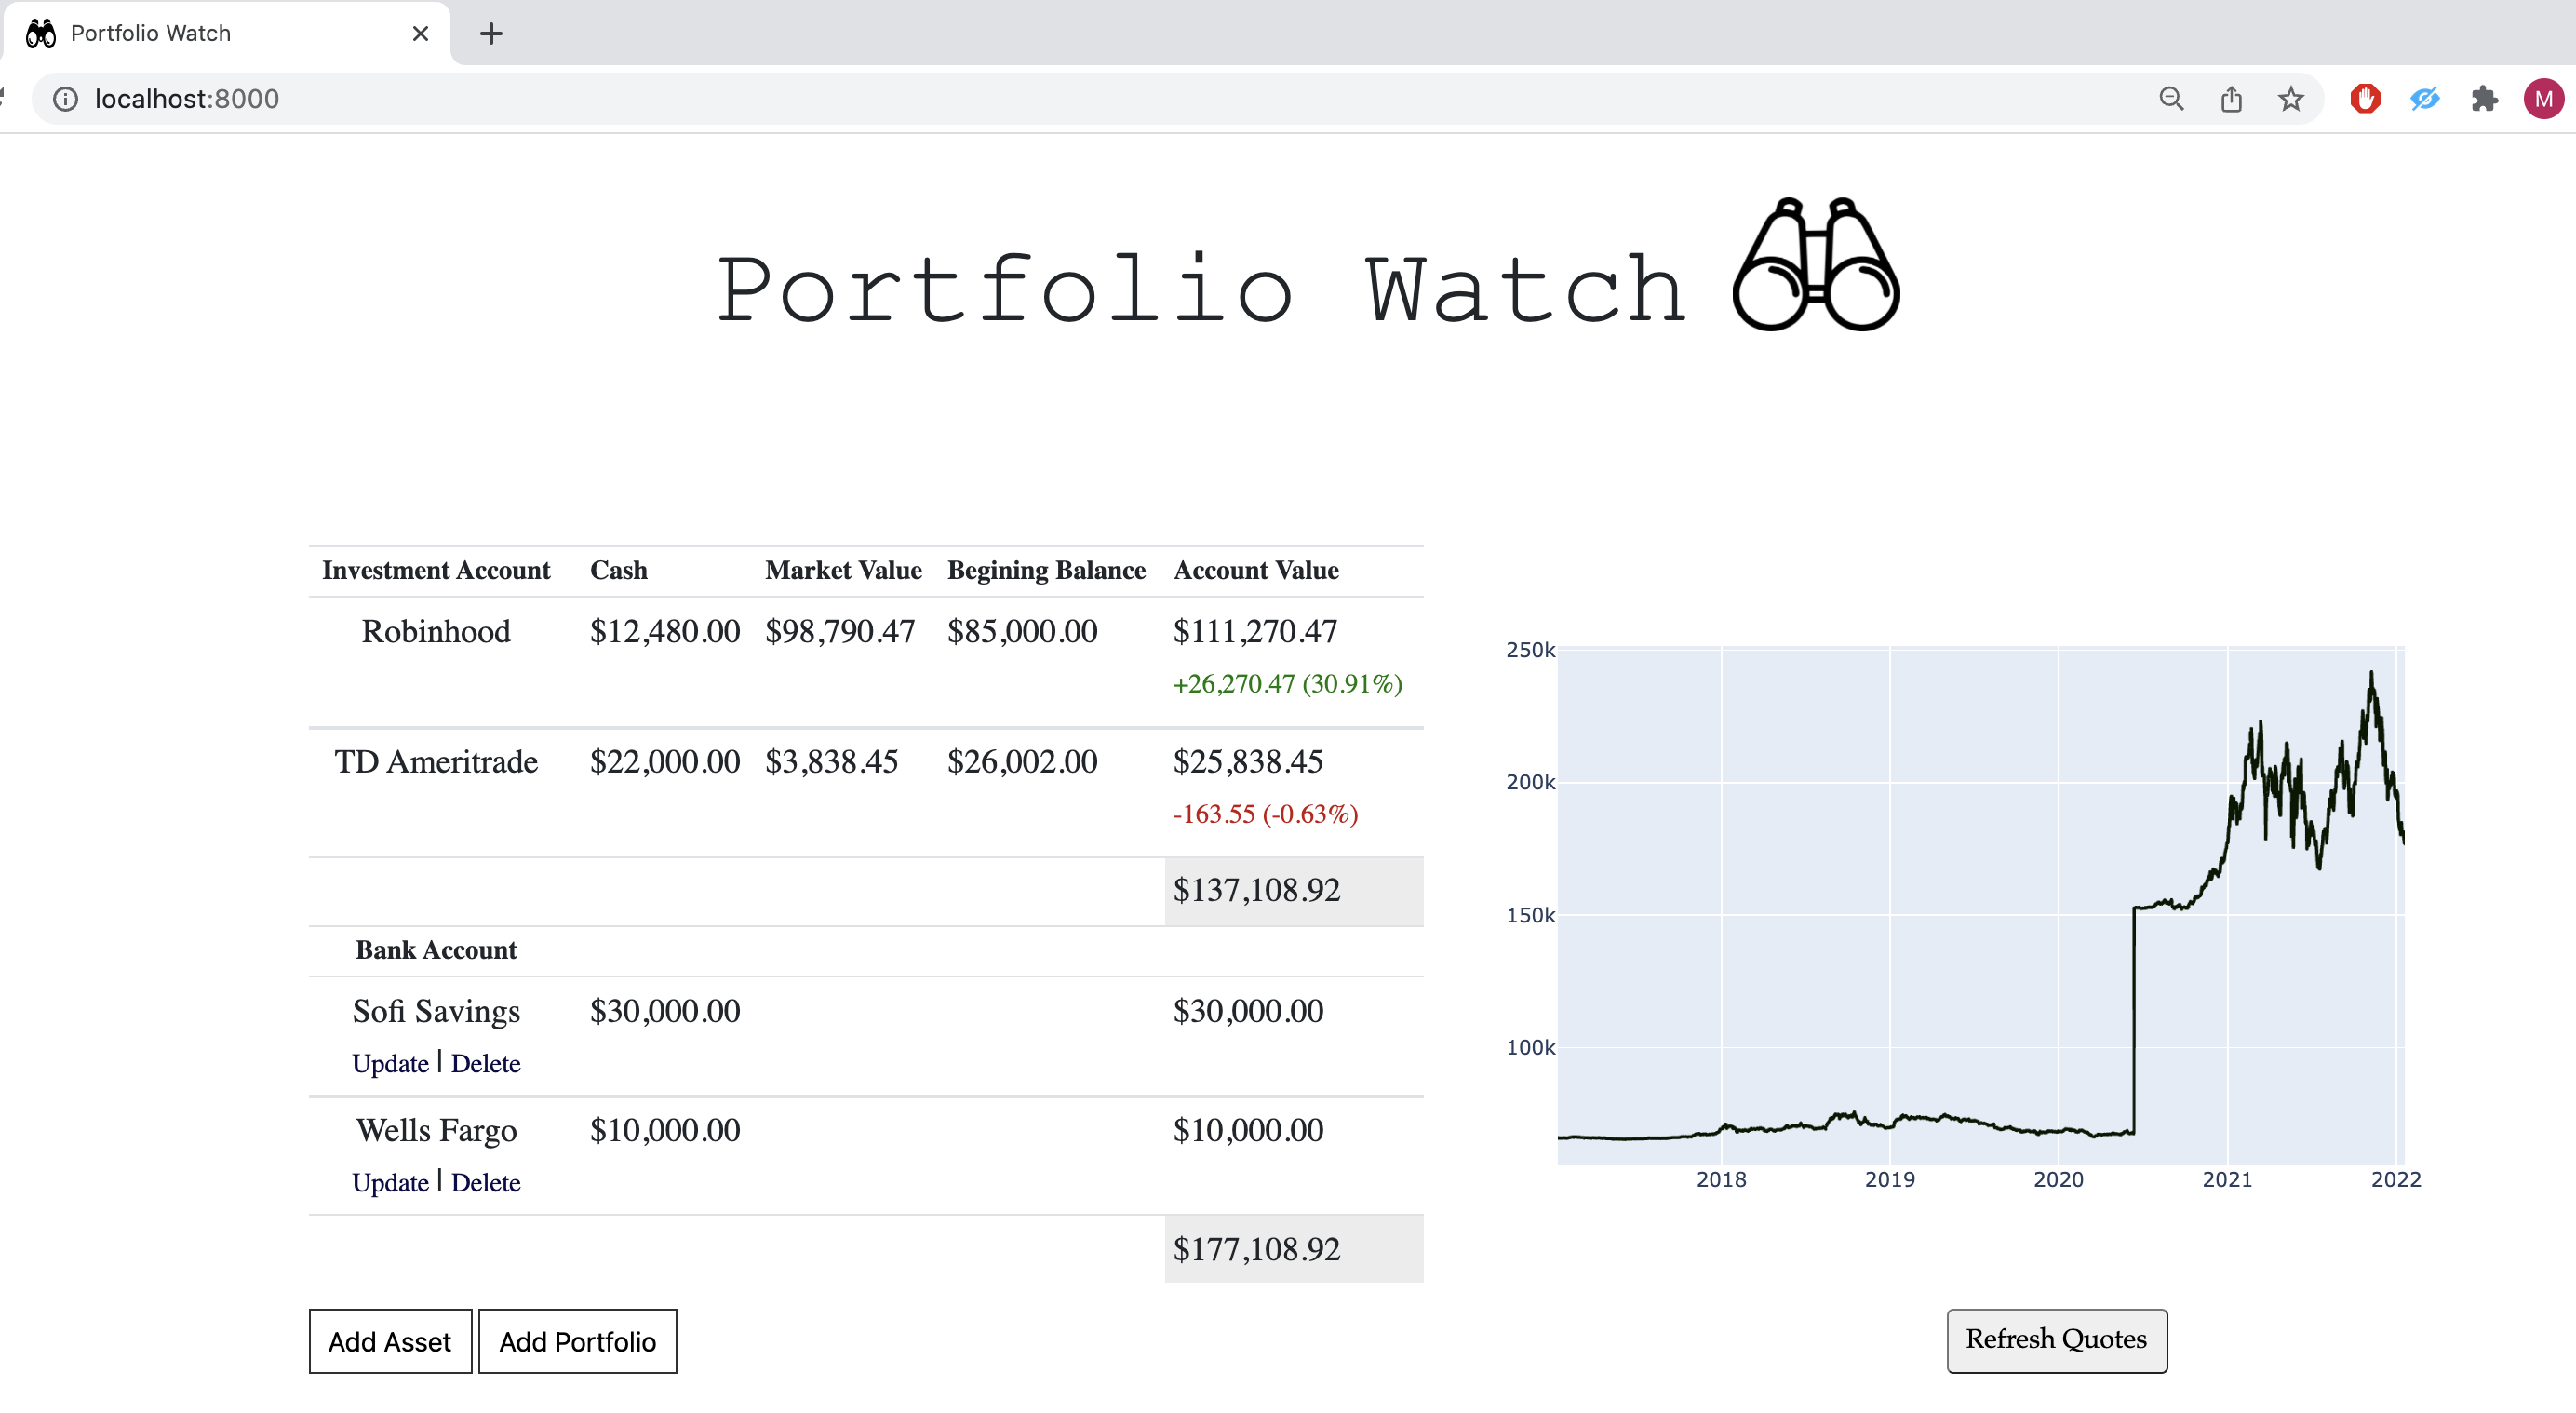 Portfolio Watch
localhost:8000
M
Portfolio Watch
Investment Account Cash Market Value Begining Balance Account Value
Robinhood $12,480.00 $98,790.47 $85,000.00 $111,270.47
+26,270.47 (30.91%)
TD Ameritrade $22,000.00 $3,838.45 $26,002.00 $25,838.45
-163.55 (-0.63%)
$137,108.92
Bank Account
Sofi Savings $30,000.00 $30,000.00
Update | Delete
Wells Fargo $10,000.00 $10,000.00
Update | Delete
$177,108.92
Add Asset Add Portfolio
250k
200k
150k
100k
2018 2019 2020 2021 2022
Refresh Quotes